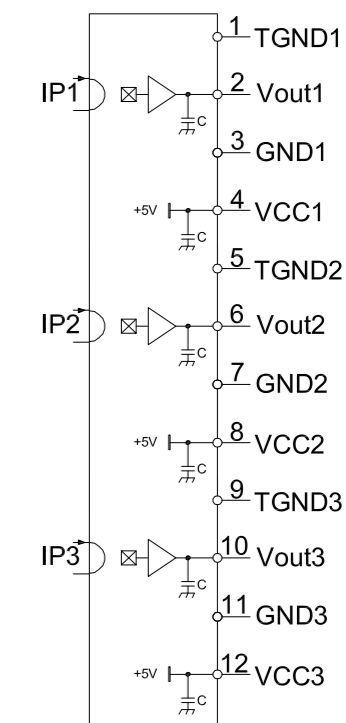 1 TGND1
IP1
2 Vout1
C
3 GND1
+5V
4 VCC1
C
5 TGND2
IP2
6 Vout2
C
7 GND2
+5V
8 VCC2
C
9 TGND3
IP3
10 Vout3
C
11 GND3
+5V
12 VCC3
C